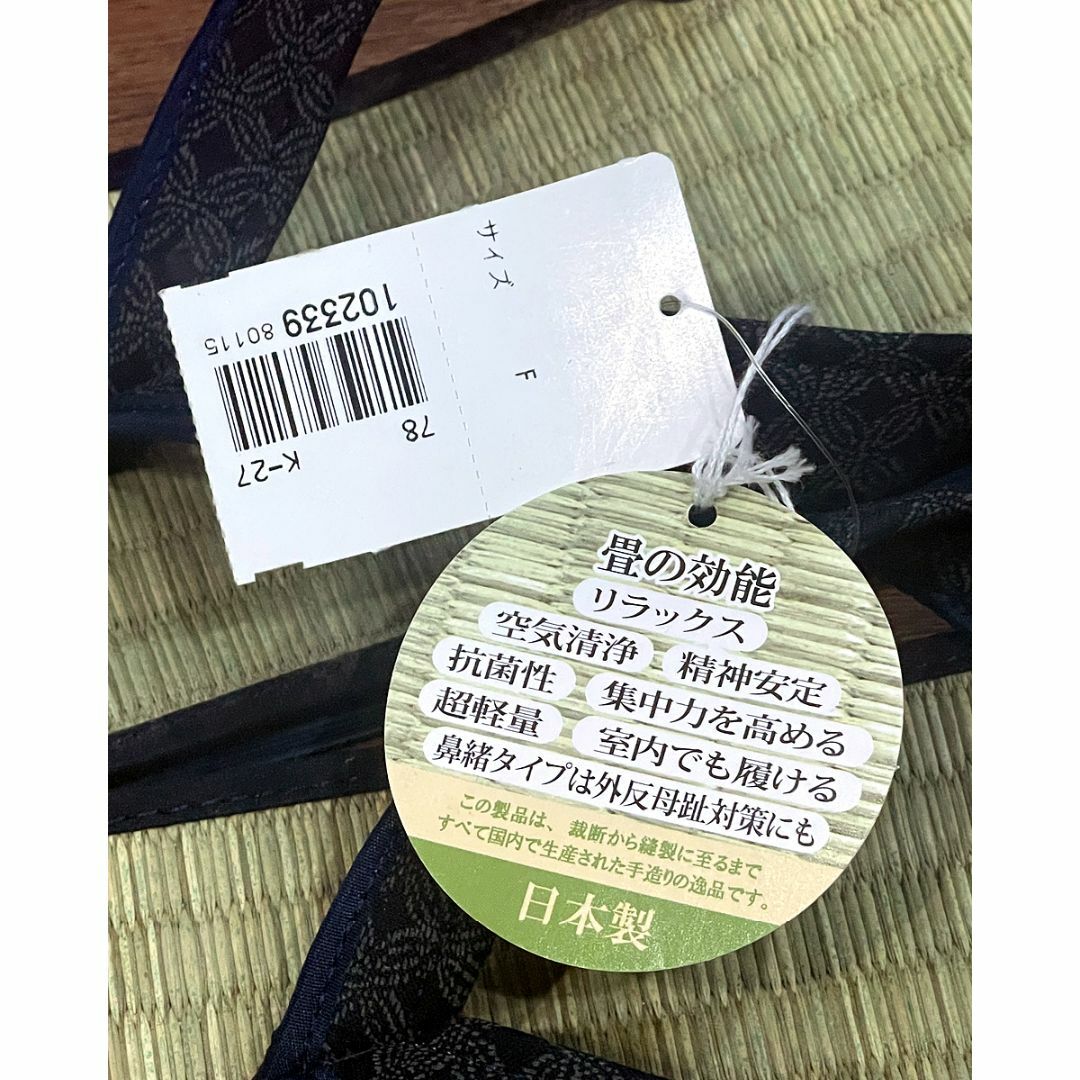 サイズ F
102339 80115
78
K-27
畳の効能
リラックス
空気清浄 精神安定
抗菌性 集中力を高める
超軽量 室内でも履ける
鼻緒タイプは外反母趾対策にも
この製品は、裁断から縫製に至るまで
すべて国内で生産された手造りの逸品です。
日本製